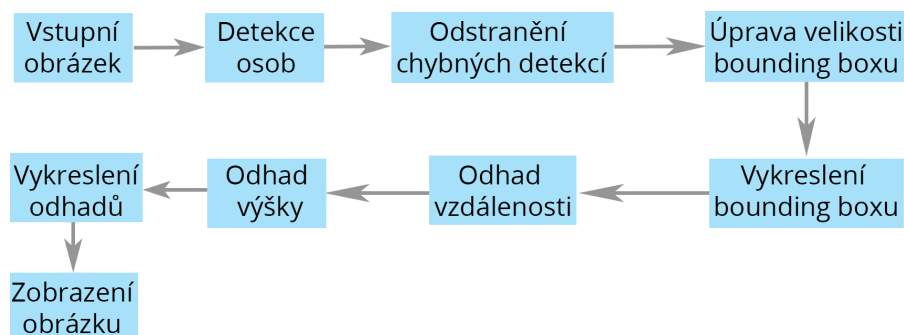 Vstupní
obrázek
Detekce
osob
Odstranění
chybných detekcí
Úprava velikosti
bounding boxu
Vykreslení
bounding boxu
Odhad
vzdálenosti
Odhad
výšky
Vykreslení
odhadů
Zobrazení
obrázku